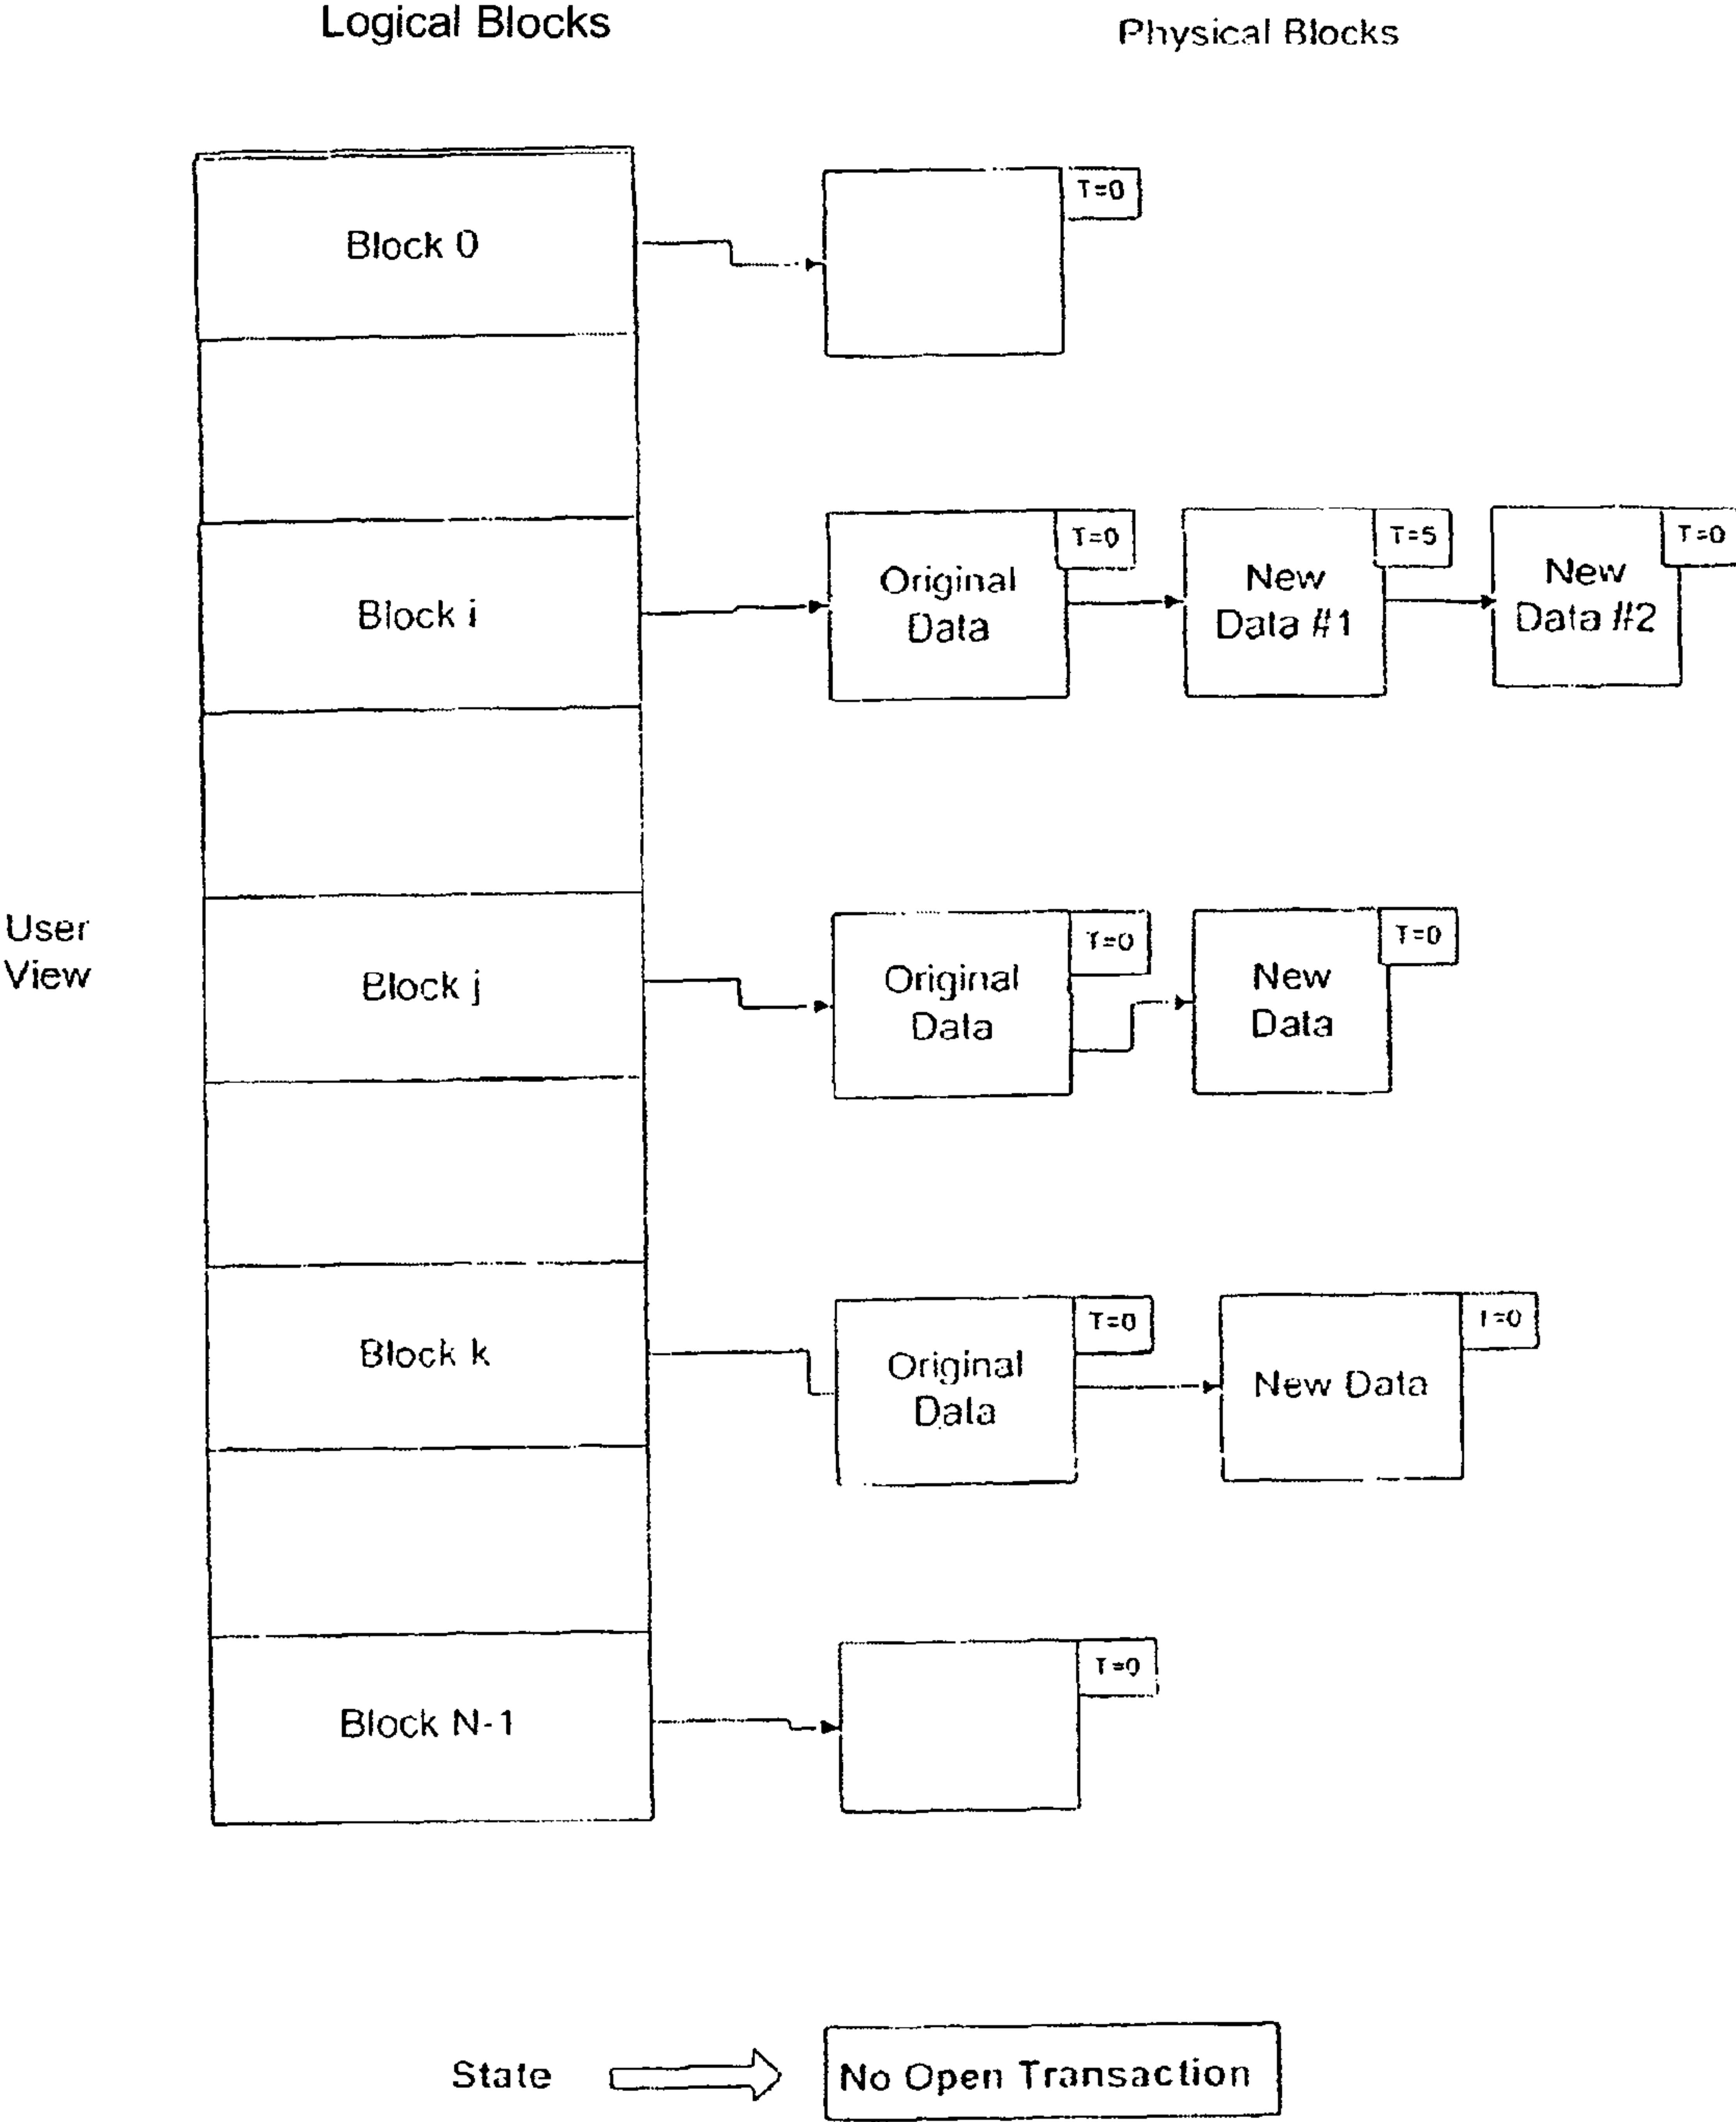 Logical Blocks
Physical Blocks
Block 0
T=0
Block i
Original
Data
T=0
New
Data #1
T=5
New
Data #2
T=0
User
View
Block j
Original
Data
T=0
New
Data
T=0
Block k
Original
Data
T=0
New Data
T=0
Block N-1
T=0
State
No Open Transaction